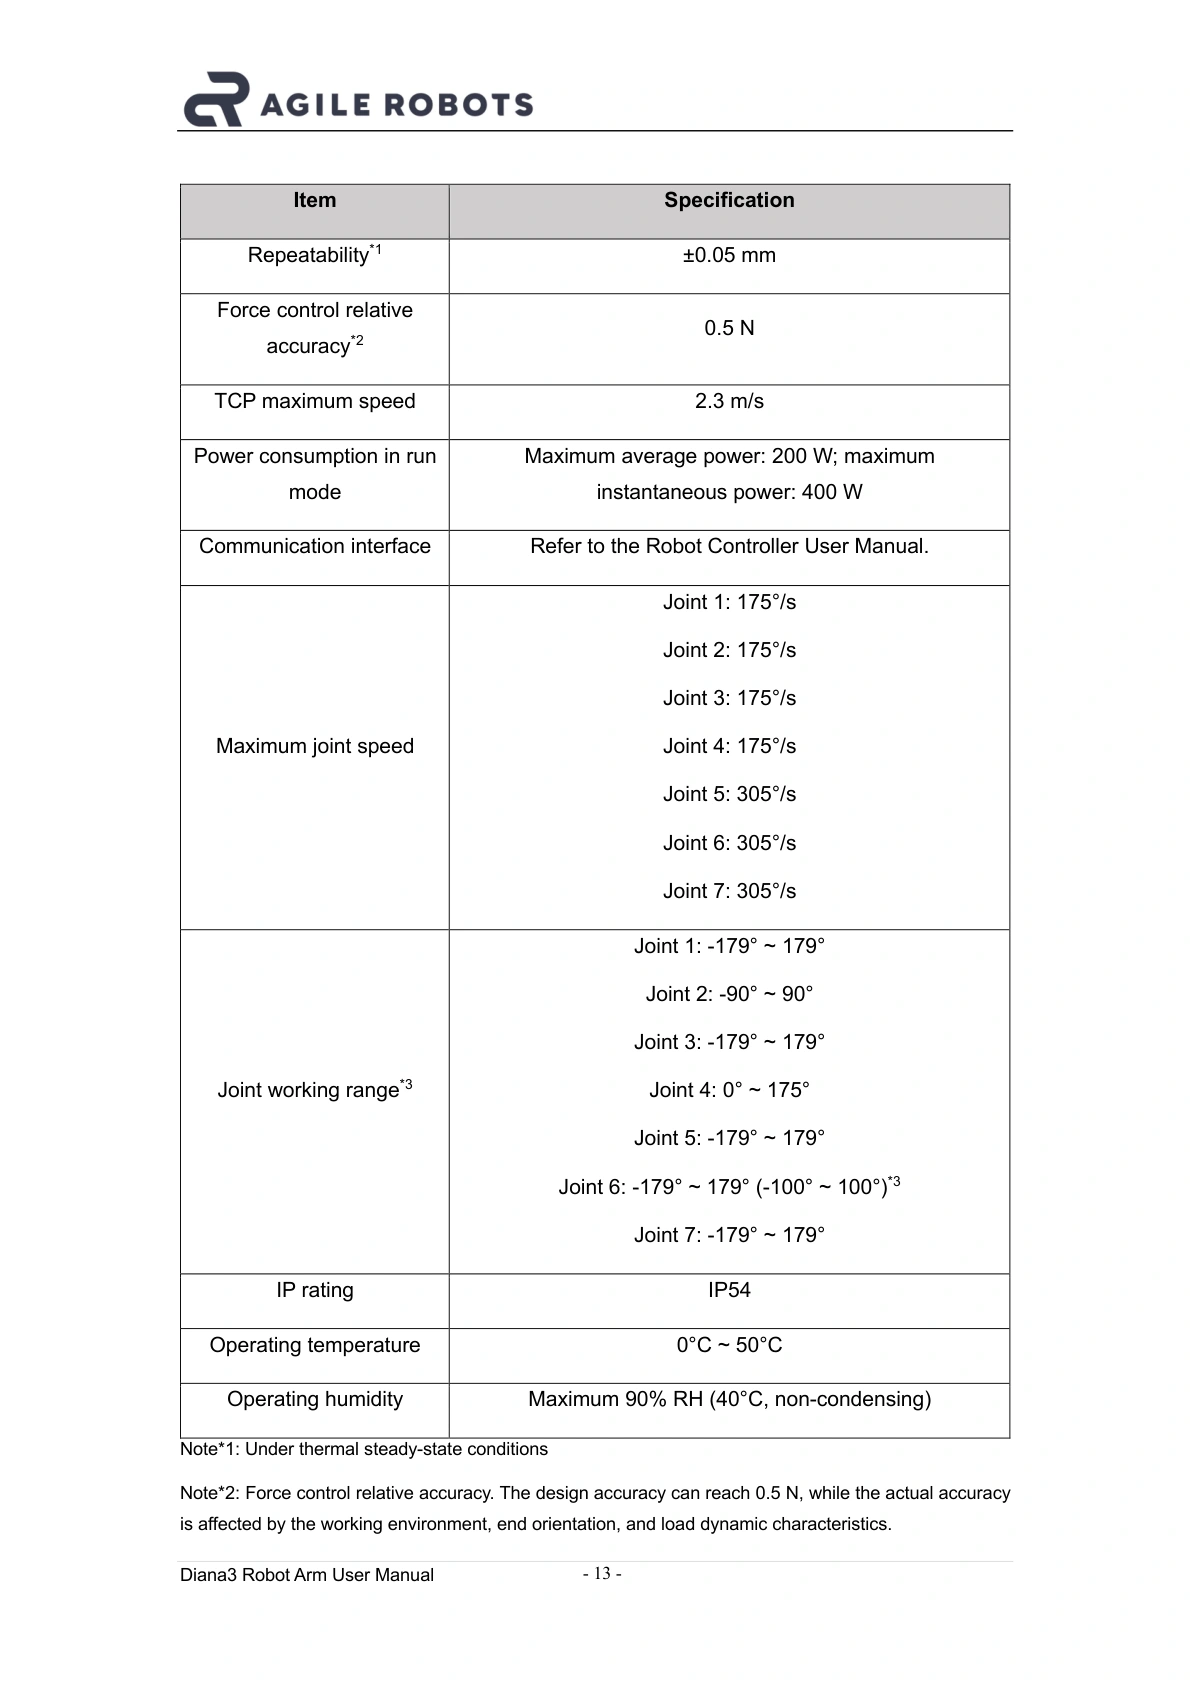 AGILE ROBOTS
Item
Specification
Repeatability*1
±0.05 mm
Force control relative
accuracy*2
0.5 N
TCP maximum speed
2.3 m/s
Power consumption in run
mode
Maximum average power: 200 W; maximum
instantaneous power: 400 W
Communication interface
Refer to the Robot Controller User Manual.
Maximum joint speed
Joint 1: 175°/s
Joint 2: 175°/s
Joint 3: 175°/s
Joint 4: 175°/s
Joint 5: 305°/s
Joint 6: 305°/s
Joint 7: 305°/s
Joint working range*3
Joint 1: -179° ~ 179°
Joint 2: -90° ~ 90°
Joint 3: -179° ~ 179°
Joint 4: 0° ~ 175°
Joint 5: -179° ~ 179°
Joint 6: -179° ~ 179° (-100° ~ 100°)*3
Joint 7: -179° ~ 179°
IP rating
IP54
Operating temperature
0°C ~ 50°C
Operating humidity
Maximum 90% RH (40°C, non-condensing)
Note*1: Under thermal steady-state conditions
Note*2: Force control relative accuracy. The design accuracy can reach 0.5 N, while the actual accuracy
is affected by the working environment, end orientation, and load dynamic characteristics.
Diana3 Robot Arm User Manual
- 13 -